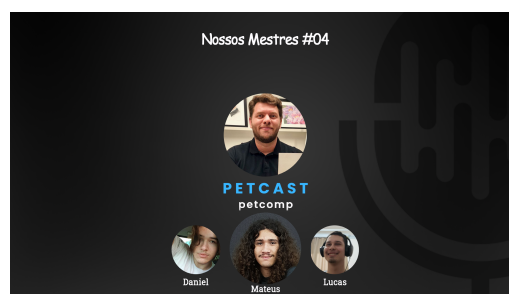 Nossos Mestres #04
PETCAST
petcomp
Daniel
Mateus
Lucas